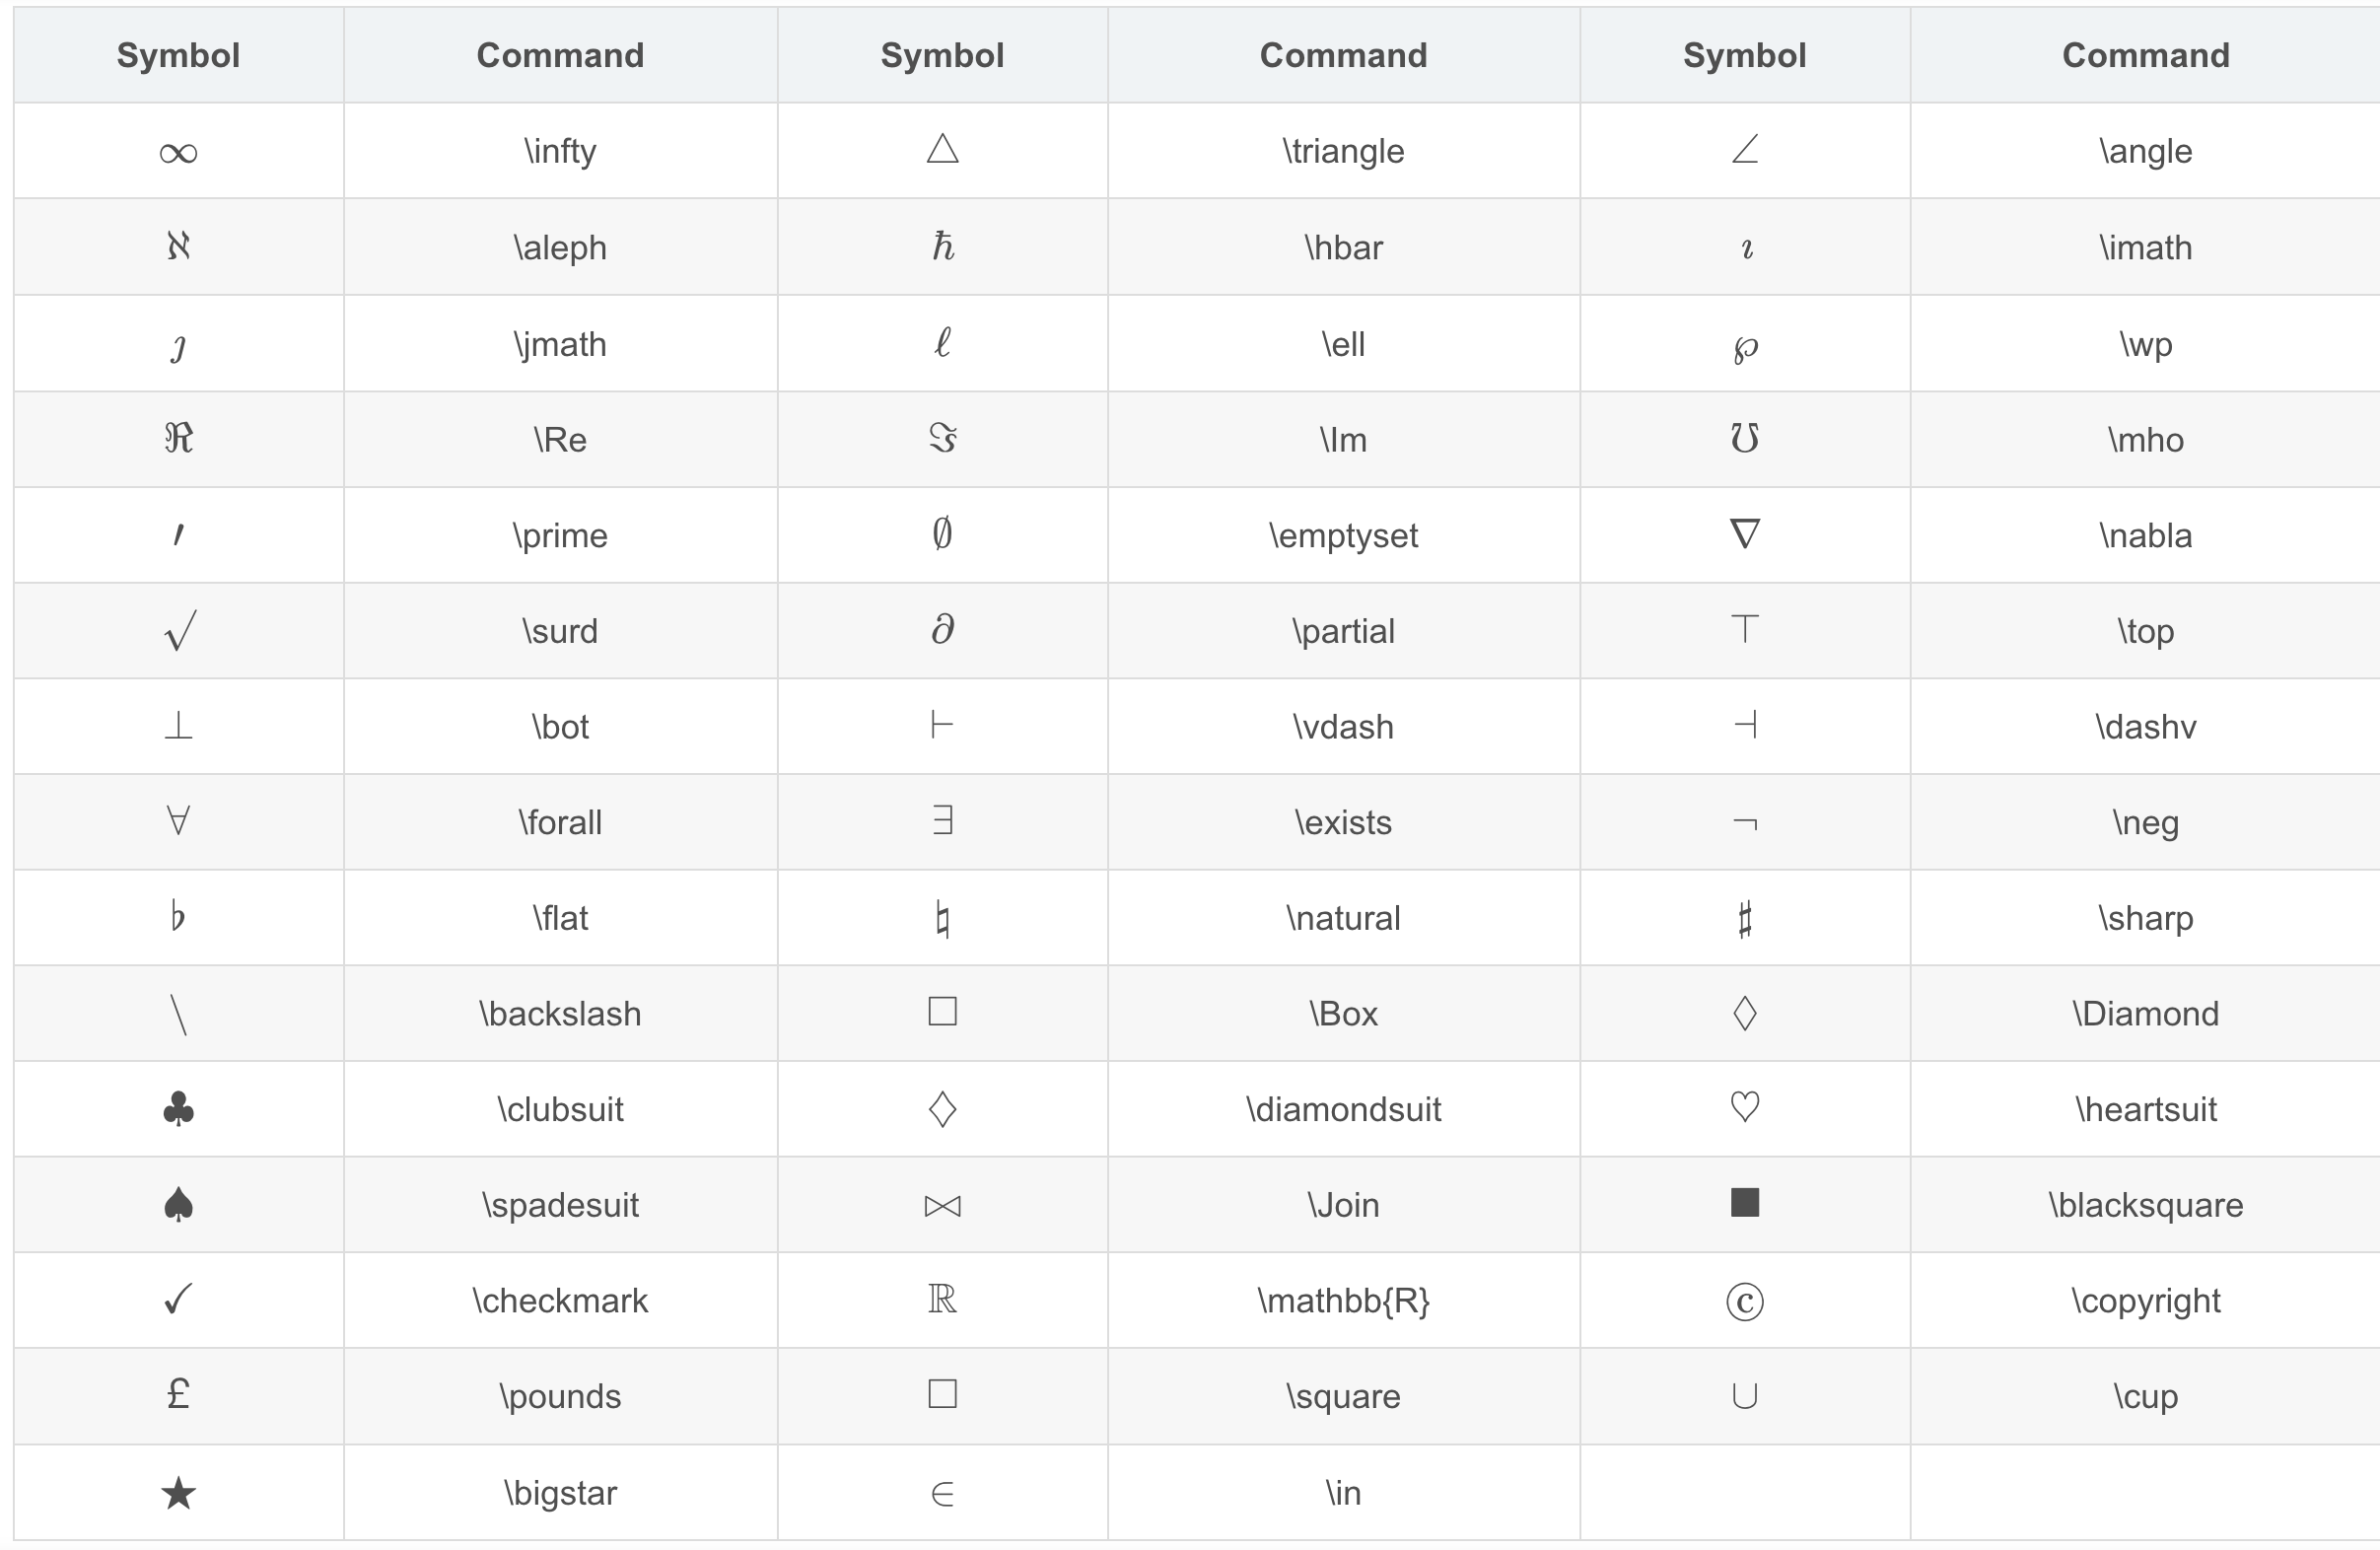 Symbol Command Symbol Command Symbol Command
∞ \infty △ \triangle ∠ \angle
ℵ \aleph ℏ \hbar ı \imath
ȷ \jmath ℓ \ell ℘ \wp
ℜ \Re ℑ \Im ℧ \mho
′ \prime ∅ \emptyset ∇ \nabla
√ \surd ∂ \partial ⊤ \top
⊥ \bot ⊢ \vdash ⊣ \dashv
∀ \forall ∃ \exists ¬ \neg
♭ \flat ♮ \natural ♯ \sharp
\ \backslash □ \Box ◊ \Diamond
♣ \clubsuit ♢ \diamondsuit ♡ \heartsuit
♠ \spadesuit ⋈ \Join ■ \blacksquare
✓ \checkmark ℝ \mathbb{R} © \copyright
£ \pounds □ \square ∪ \cup
★ \bigstar ∈ \in